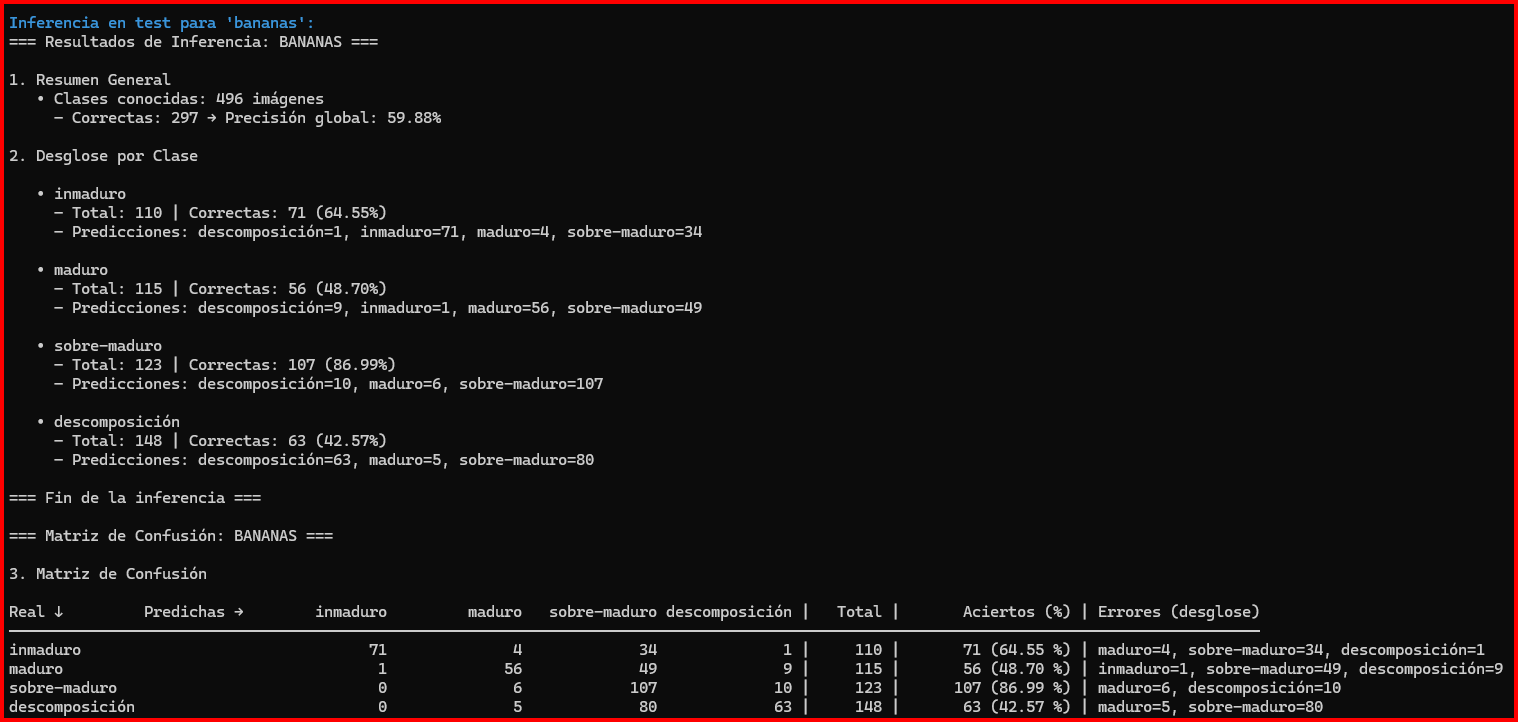 Inferencia en test para 'bananas':
=== Resultados de Inferencia: BANANAS ===
1. Resumen General
• Clases conocidas: 496 imágenes
– Correctas: 297 → Precisión global: 59.88%
2. Desglose por Clase
• inmaduro
– Total: 110 | Correctas: 71 (64.55%)
– Predicciones: descomposición=1, inmaduro=71, maduro=4, sobre-maduro=34
• maduro
– Total: 115 | Correctas: 56 (48.70%)
– Predicciones: descomposición=9, inmaduro=1, maduro=56, sobre-maduro=49
• sobre-maduro
– Total: 123 | Correctas: 107 (86.99%)
– Predicciones: descomposición=10, maduro=6, sobre-maduro=107
• descomposición
– Total: 148 | Correctas: 63 (42.57%)
– Predicciones: descomposición=63, maduro=5, sobre-maduro=80
=== Fin de la inferencia ===
=== Matriz de Confusión: BANANAS ===
3. Matriz de Confusión
Real ↓ Predichas → inmaduro maduro sobre-maduro descomposición | Total | Aciertos (%) | Errores (desglose)
inmaduro 71 4 34 1 | 110 | 71 (64.55 %) | maduro=4, sobre-maduro=34, descomposición=1
maduro 1 56 49 9 | 115 | 56 (48.70 %) | inmaduro=1, sobre-maduro=49, descomposición=9
sobre-maduro 0 6 107 10 | 123 | 107 (86.99 %) | maduro=6, descomposición=10
descomposición 0 5 80 63 | 148 | 63 (42.57 %) | maduro=5, sobre-maduro=80